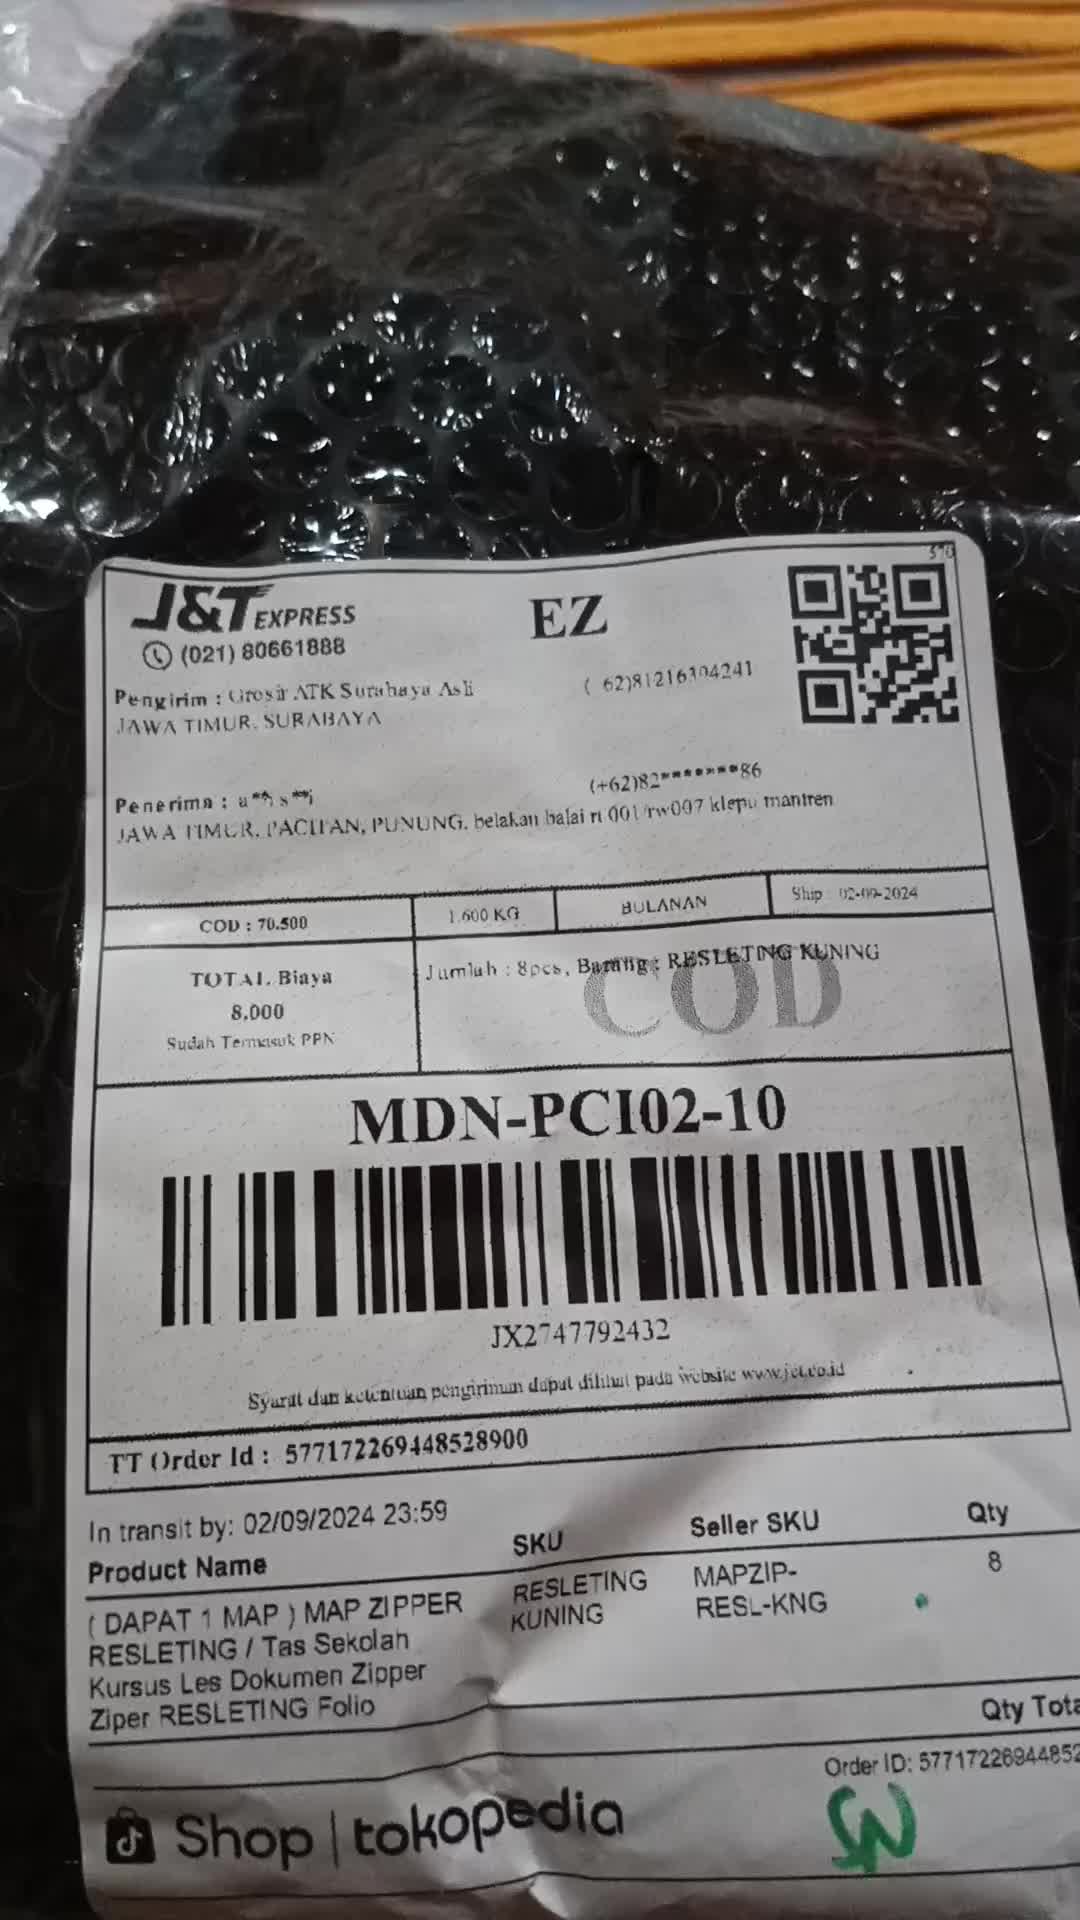 570
J&T EXPRESS
EZ
(021) 80661888
Pengirim : Grosir ATK Surabaya Asli
JAWA TIMUR, SURABAYA
Penerima : a**h s**i
(+62)82*******86
JAWA TIMUR, PACITAN, PUNUNG, belakan balai rt 001/rw007 klepu mantren
COD : 70.500
1.600 KG
BULANAN
Ship : 02-09-2024
TOTAL Biaya
8.000
Sudah Termasuk PPN
Jumlah : 8pcs, Barang : RESLETING KUNING
COD
MDN-PCI02-10
JX2747792432
Syarat dan ketentuan pengiriman dapat dilihat pada website www.jet.co.id
TT Order Id : 577172269448528900
In transit by: 02/09/2024 23:59
Product Name SKU Seller SKU Qty
( DAPAT 1 MAP ) MAP ZIPPER RESLETING MAPZIP- 8
RESLETING / Tas Sekolah KUNING RESL-KNG
Kursus Les Dokumen Zipper
Ziper RESLETING Folio
Qty Tota
Order ID: 57717226944852
Shop | tokopedia